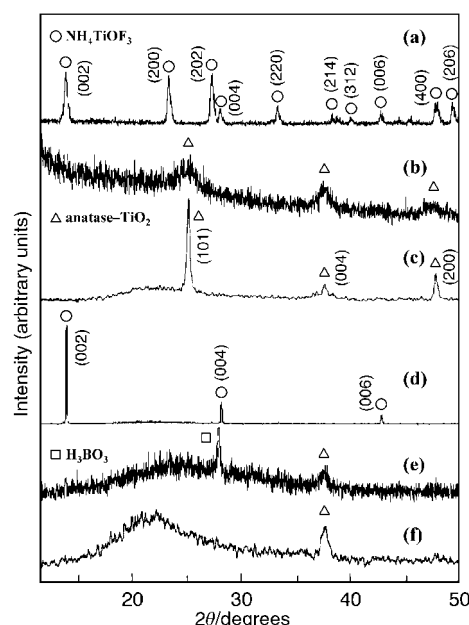 NH₄TiOF₃
(a)
(002)
(200)
(202)
(004)
(220)
(214)
(312)
(006)
(400)
(206)
(b)
anatase–TiO₂
(101)
(004)
(200)
(c)
(002)
(004)
(006)
(d)
H₃BO₃
(e)
(f)
Intensity (arbitrary units)
20 30 40 50
2θ/degrees